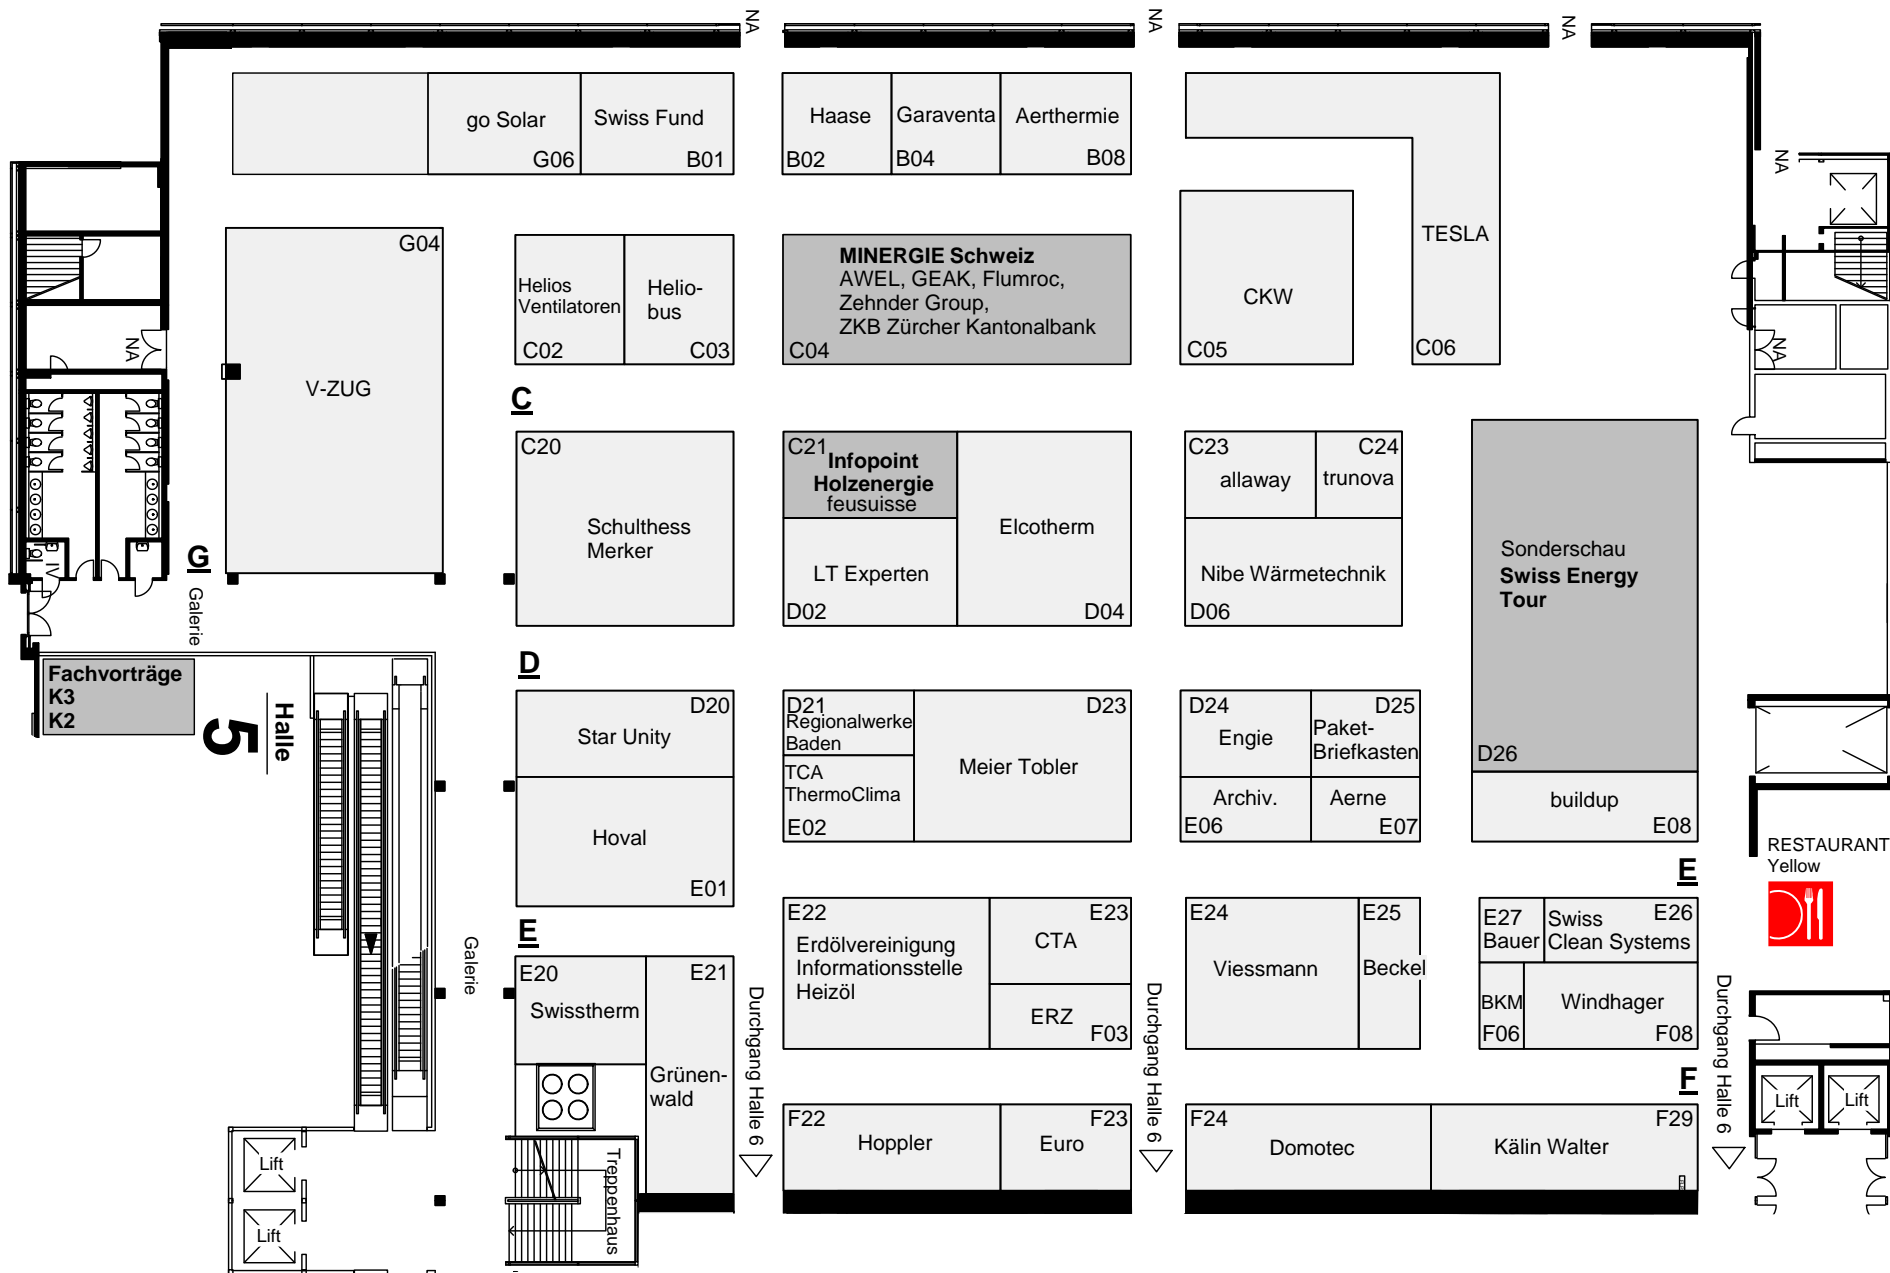 NA
NA
NA
go Solar
G06
Swiss Fund
B01
Haase
B02
Garaventa
B04
Aerthermie
B08
TESLA
C06
NA
G04
V-ZUG
Helios
Ventilatoren
C02
Helio-
bus
C03
MINERGIE Schweiz
AWEL, GEAK, Flumroc,
Zehnder Group,
ZKB Zürcher Kantonalbank
C04
CKW
C05
NA
NA
C
C20
Schulthess
Merker
C21
Infopoint
Holzenergie
feusuisse
LT Experten
D02
Elcotherm
D04
C23
allaway
C24
trunova
Nibe Wärmetechnik
D06
Sonderschau
Swiss Energy
Tour
D26
G
Galerie
IV
Fachvorträge
K3
K2
Halle
5
D
D20
Star Unity
Hoval
E01
D21
Regionalwerke
Baden
TCA
ThermoClima
E02
D23
Meier Tobler
D24
Engie
D25
Paket-
Briefkasten
Archiv.
E06
Aerne
E07
buildup
E08
RESTAURANT
Yellow
E
E
Galerie
E20
Swisstherm
E21
Grünen-
wald
Durchgang Halle 6
E22
Erdölvereinigung
Informationsstelle
Heizöl
E23
CTA
ERZ
F03
Durchgang Halle 6
E24
Viessmann
E25
Beckel
E27
Bauer
Swiss
Clean Systems
E26
BKM
F06
Windhager
F08
Durchgang Halle 6
F
Lift
Lift
Lift
Lift
Treppenhaus
F22
Hoppler
F23
Euro
F24
Domotec
Kälin Walter
F29